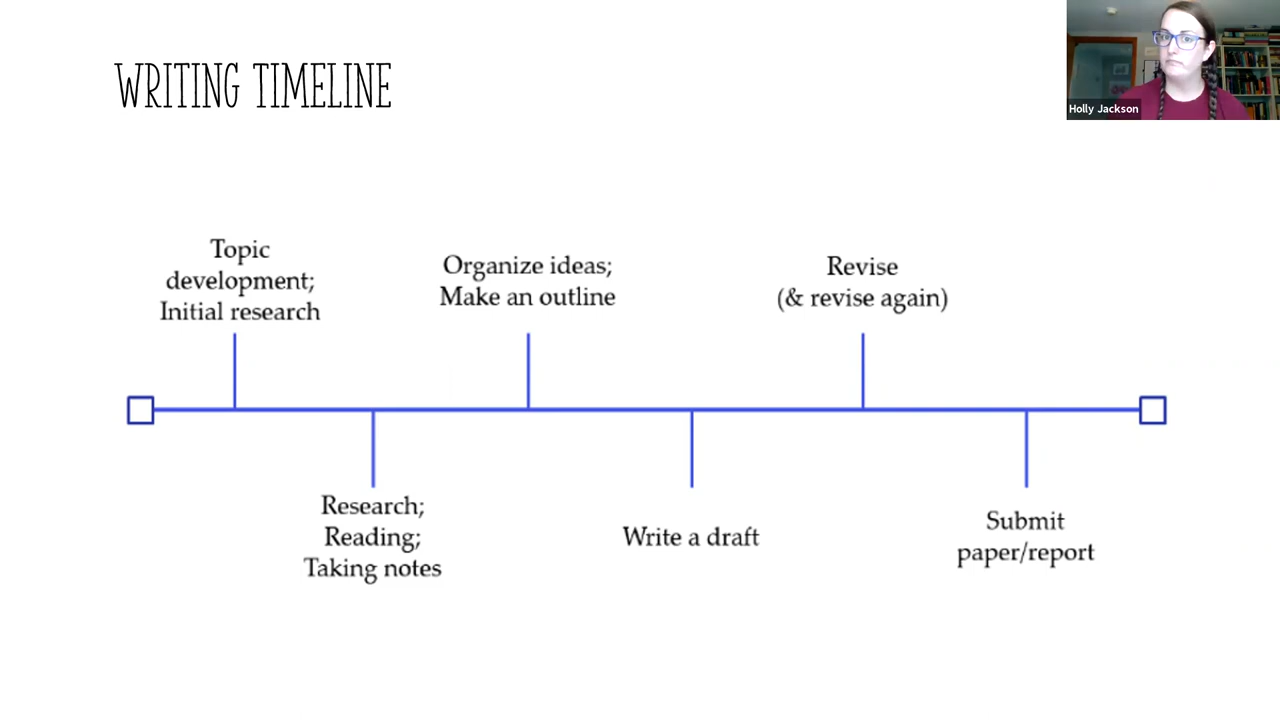 WRITING TIMELINE
Holly Jackson
Topic
development;
Initial research
Organize ideas;
Make an outline
Revise
(& revise again)
Research;
Reading;
Taking notes
Write a draft
Submit
paper/report